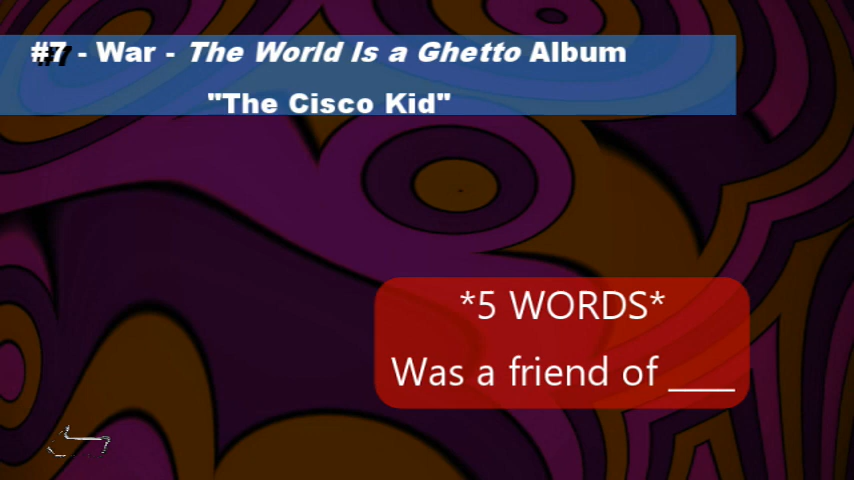 #7 - War - The World Is a Ghetto Album
"The Cisco Kid"
*5 WORDS*
Was a friend of ____